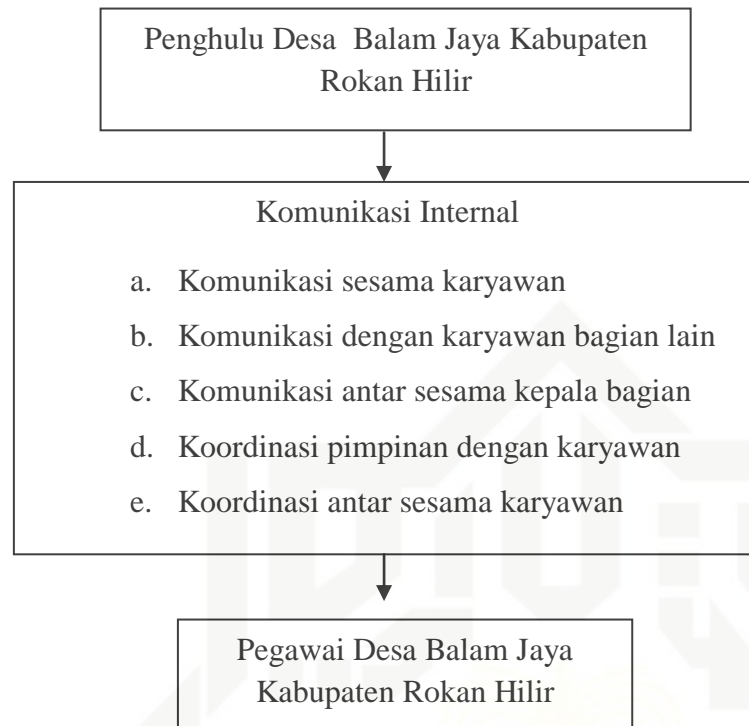 Penghulu Desa Balam Jaya Kabupaten
Rokan Hilir
Komunikasi Internal
a. Komunikasi sesama karyawan
b. Komunikasi dengan karyawan bagian lain
c. Komunikasi antar sesama kepala bagian
d. Koordinasi pimpinan dengan karyawan
e. Koordinasi antar sesama karyawan
Pegawai Desa Balam Jaya
Kabupaten Rokan Hilir